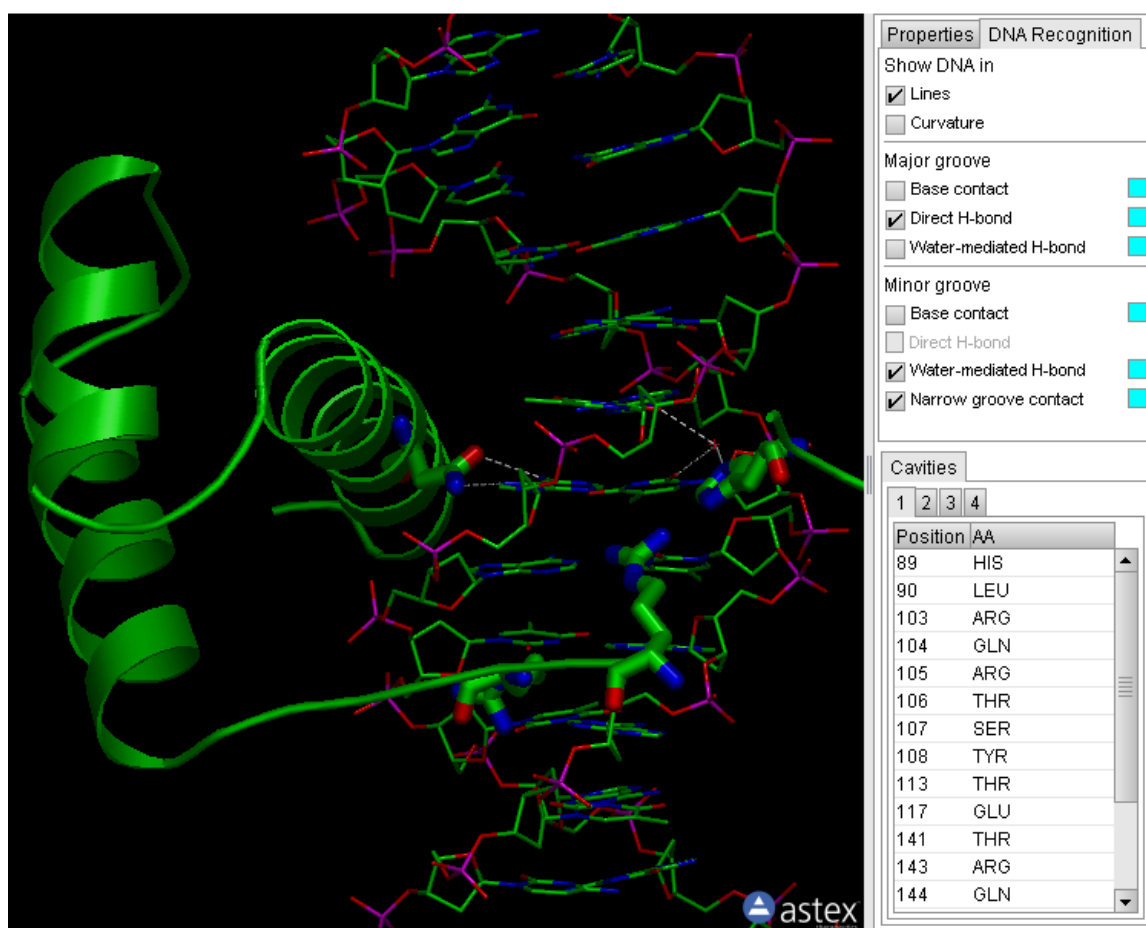 Properties DNA Recognition
Show DNA in
Lines
Curvature
Major groove
Base contact
Direct H-bond
Water-mediated H-bond
Minor groove
Base contact
Direct H-bond
Water-mediated H-bond
Narrow groove contact
Cavities
1 2 3 4
Position AA
89 HIS
90 LEU
103 ARG
104 GLN
105 ARG
106 THR
107 SER
108 TYR
113 THR
117 GLU
141 THR
143 ARG
144 GLN
astex